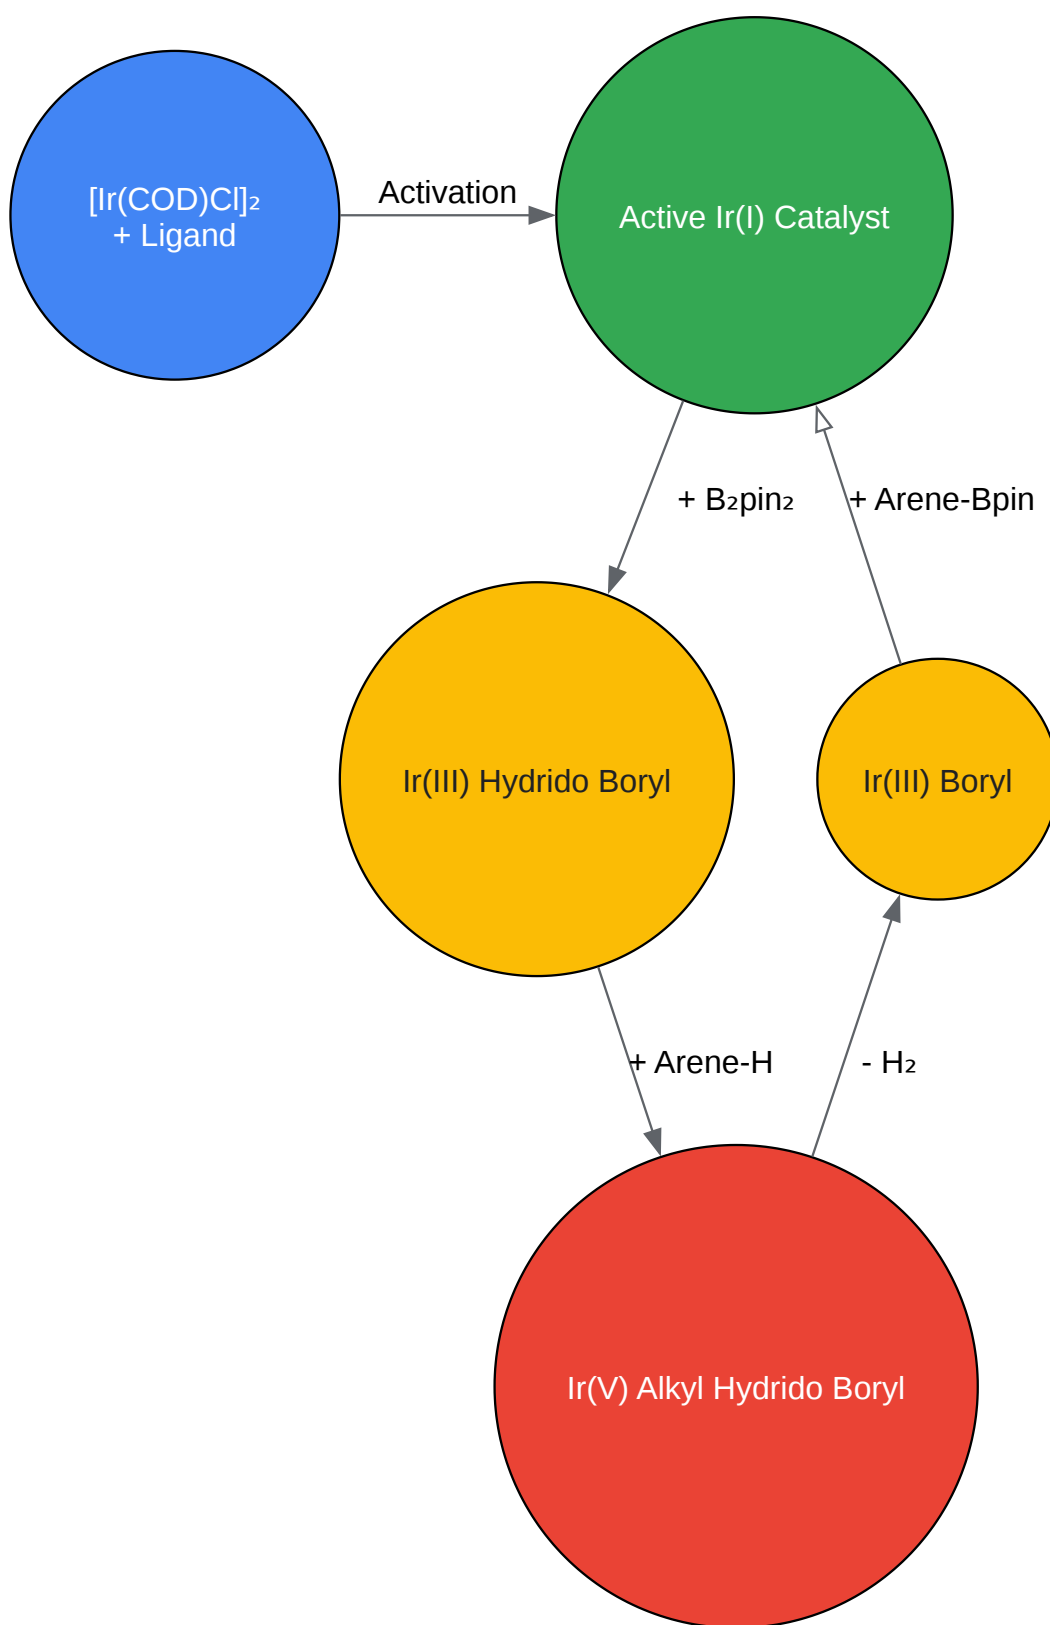 [Ir(COD)Cl]₂
+ Ligand
Activation
Active Ir(I) Catalyst
+ B₂pin₂
+ Arene-Bpin
Ir(III) Hydrido Boryl
Ir(III) Boryl
+ Arene-H
- H₂
Ir(V) Alkyl Hydrido Boryl